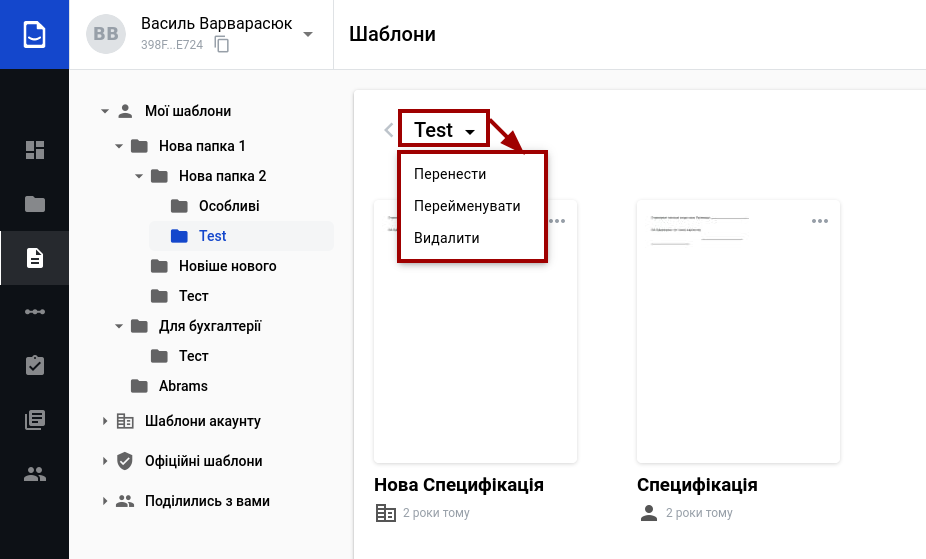 BB
Василь Варварасюк
398F...E724
Шаблони
Мої шаблони
Нова папка 1
Нова папка 2
Особливі
Test
Новіше нового
Тест
Для бухгалтерії
Тест
Abrams
Шаблони акаунту
Офіційні шаблони
Поділились з вами
Test
Перенести
Перейменувати
Видалити
Нова Специфікація
2 роки тому
Специфікація
2 роки тому